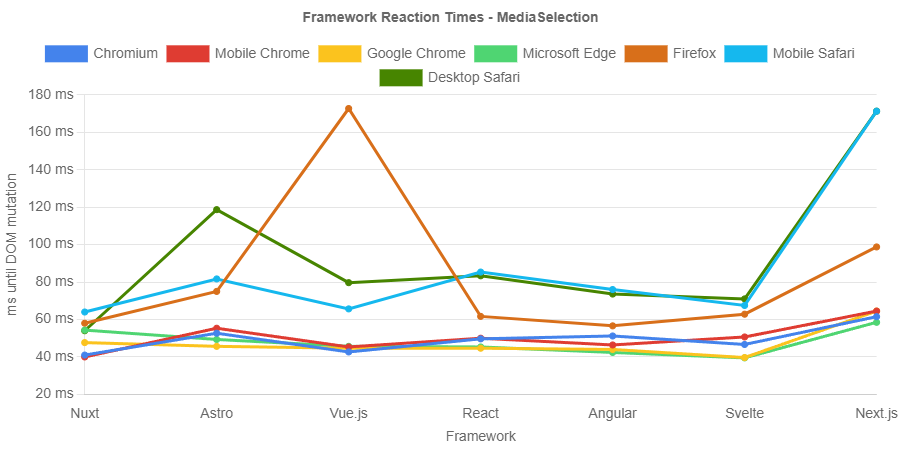 Framework Reaction Times - MediaSelection
Chromium Mobile Chrome Google Chrome Microsoft Edge Firefox Mobile Safari
Desktop Safari
180 ms
160 ms
140 ms
120 ms
100 ms
80 ms
60 ms
40 ms
20 ms
ms until DOM mutation
Nuxt Astro Vue.js React Angular Svelte Next.js
Framework